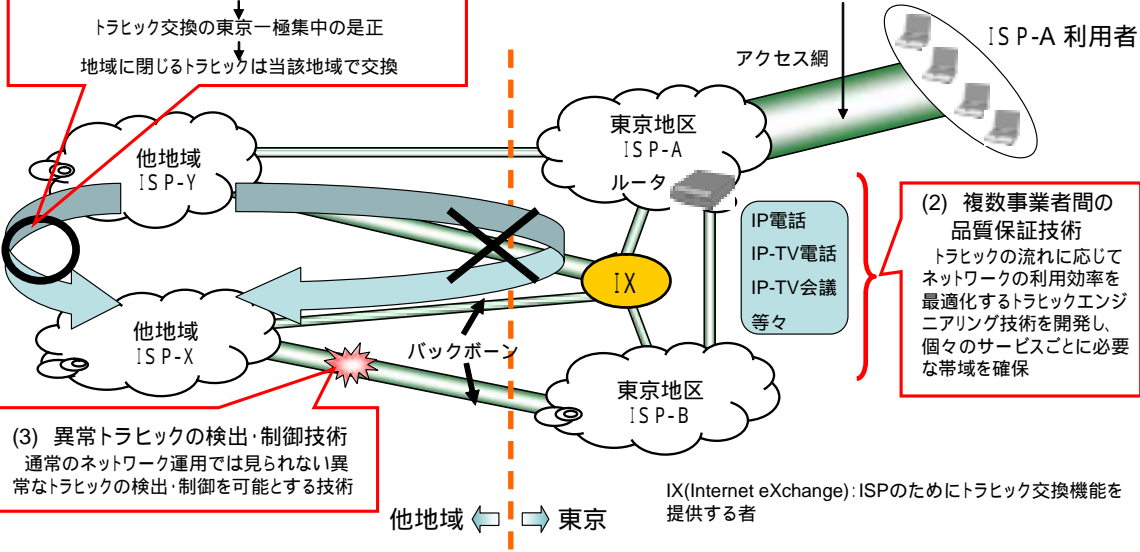 トラヒック交換の東京一極集中の是正
地域に閉じるトラヒックは当該地域で交換
アクセス網
ISP-A 利用者
他地域
ISP-Y
東京地区
ISP-A
ルータ
IP電話
IP-TV電話
IP-TV会議
等々
(2) 複数事業者間の
品質保証技術
トラヒックの流れに応じて
ネットワークの利用効率を
最適化するトラヒックエンジ
ニアリング技術を開発し、
個々のサービスごとに必要
な帯域を確保
IX
他地域
ISP-X
バックボーン
東京地区
ISP-B
(3) 異常トラヒックの検出・制御技術
通常のネットワーク運用では見られない異
常なトラヒックの検出・制御を可能とする技術
他地域
東京
IX(Internet eXchange):ISPのためにトラヒック交換機能を
提供する者